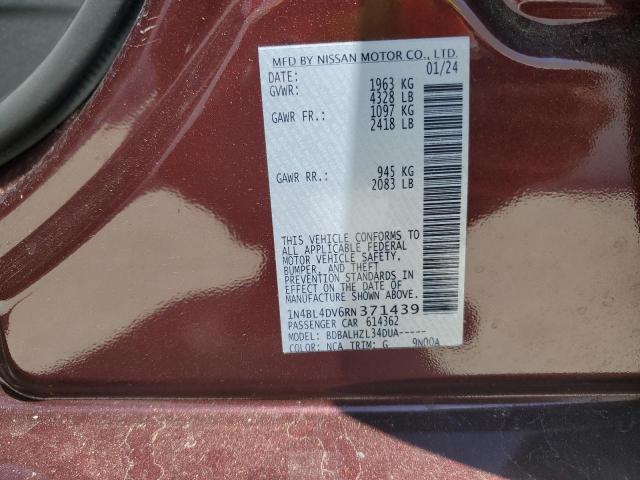 MFD BY NISSAN MOTOR CO., LTD.
DATE: 01/24
GVWR: 1963 KG
4328 LB
GAWR FR.: 1097 KG
2418 LB
GAWR RR.: 945 KG
2083 LB
THIS VEHICLE CONFORMS TO
ALL APPLICABLE FEDERAL
MOTOR VEHICLE SAFETY,
BUMPER, AND THEFT
PREVENTION STANDARDS IN
EFFECT ON THE DATE OF
MANUFACTURE SHOWN ABOVE.
1N4BL4DV6RN371439
PASSENGER CAR 614362
MODEL: BDBALHZL34DUA-----
COLOR: NCA TRIM: G 9N00A